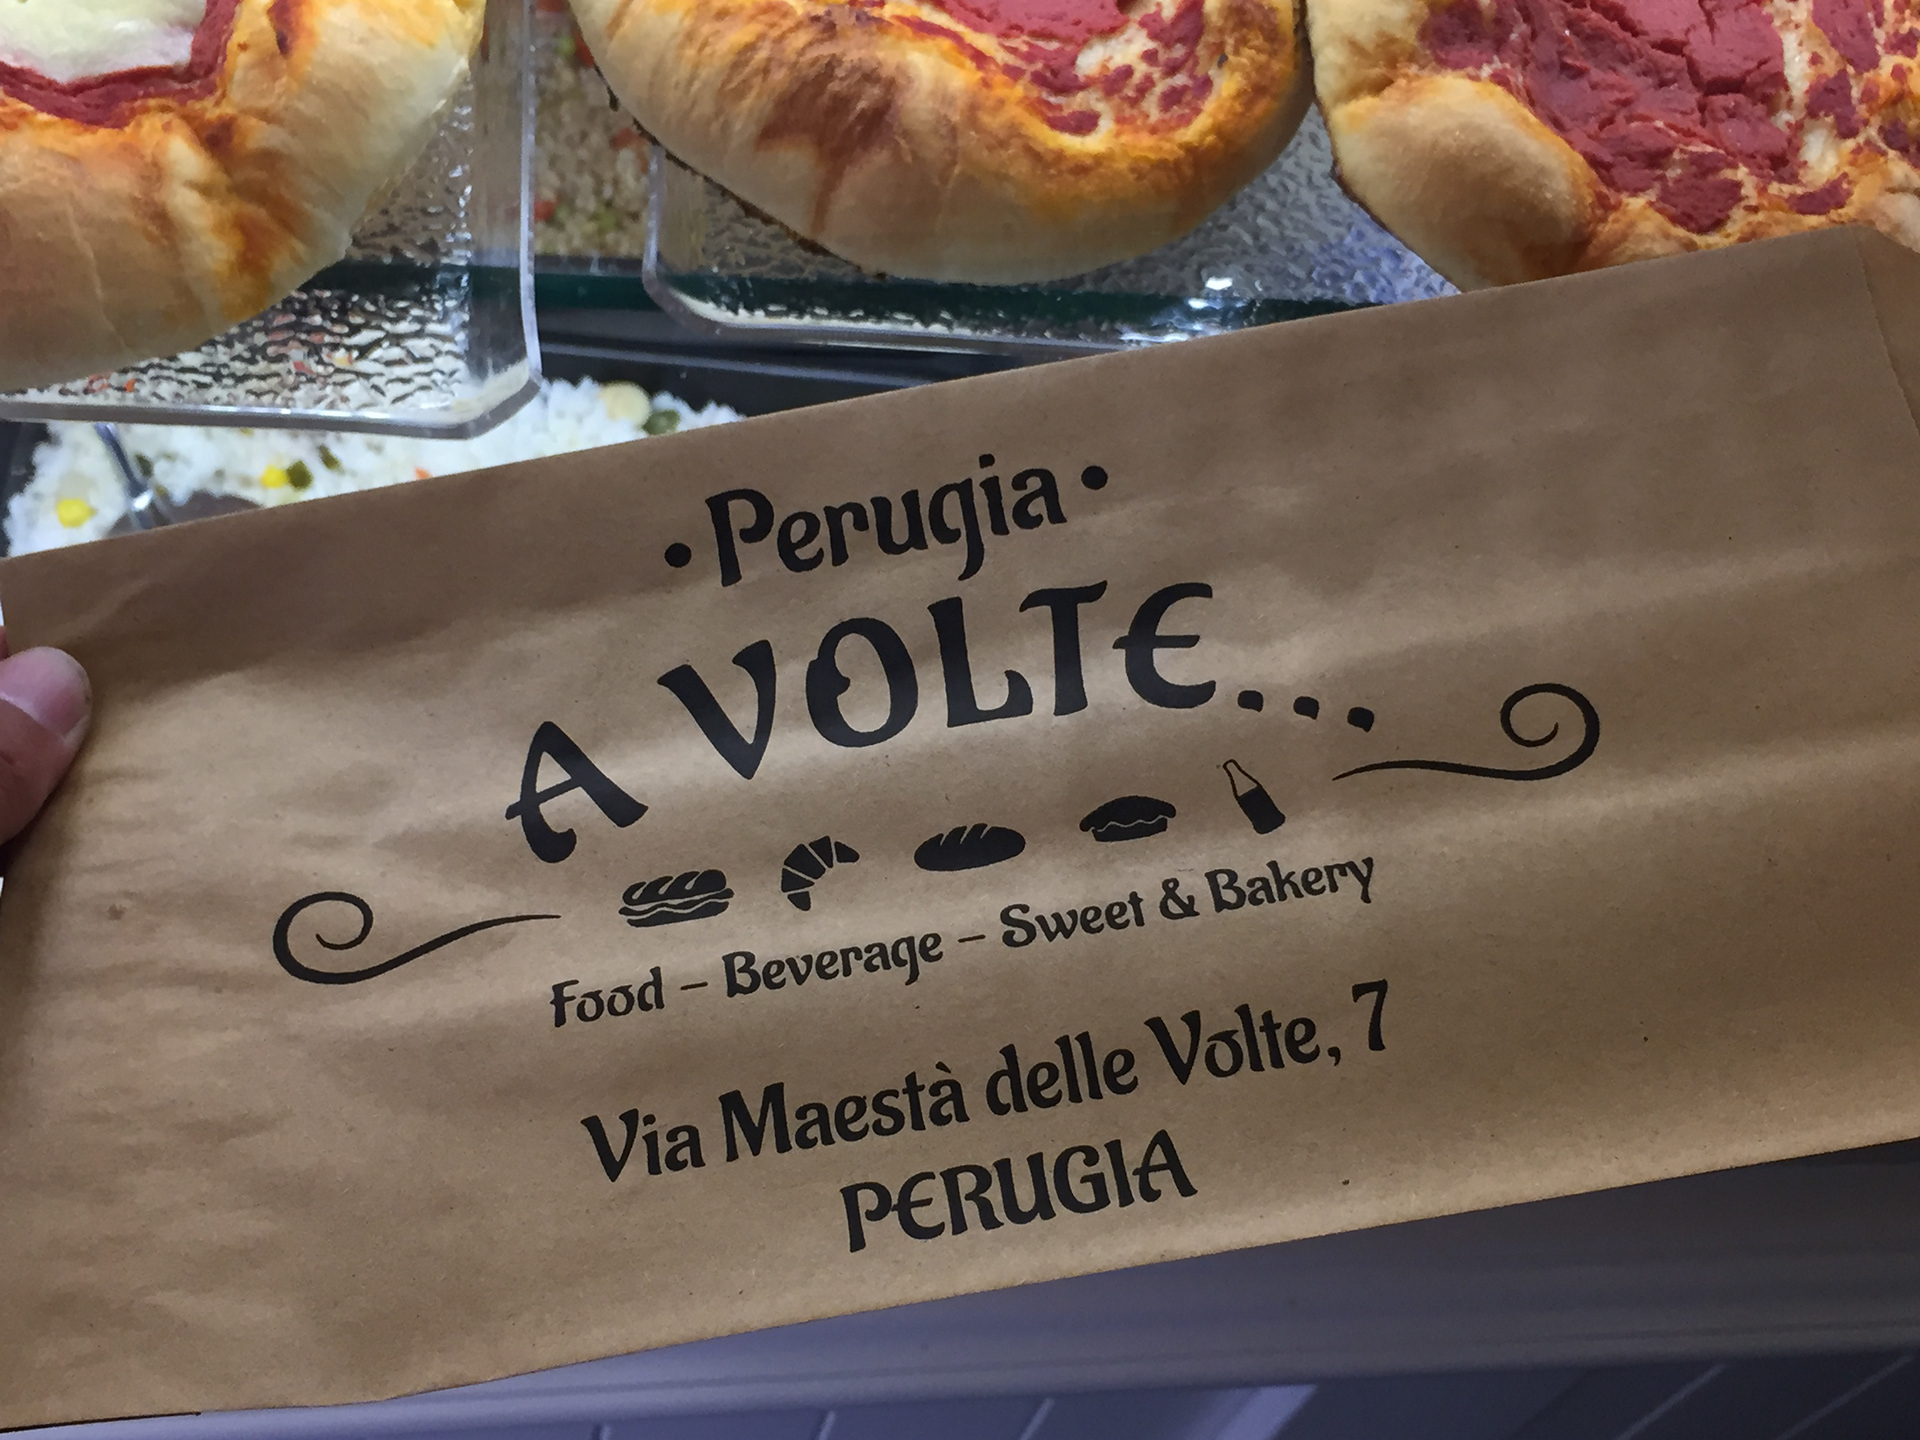 • Perugia •
A VOLTE...
Food – Beverage – Sweet & Bakery
Via Maestà delle Volte, 7
PERUGIA